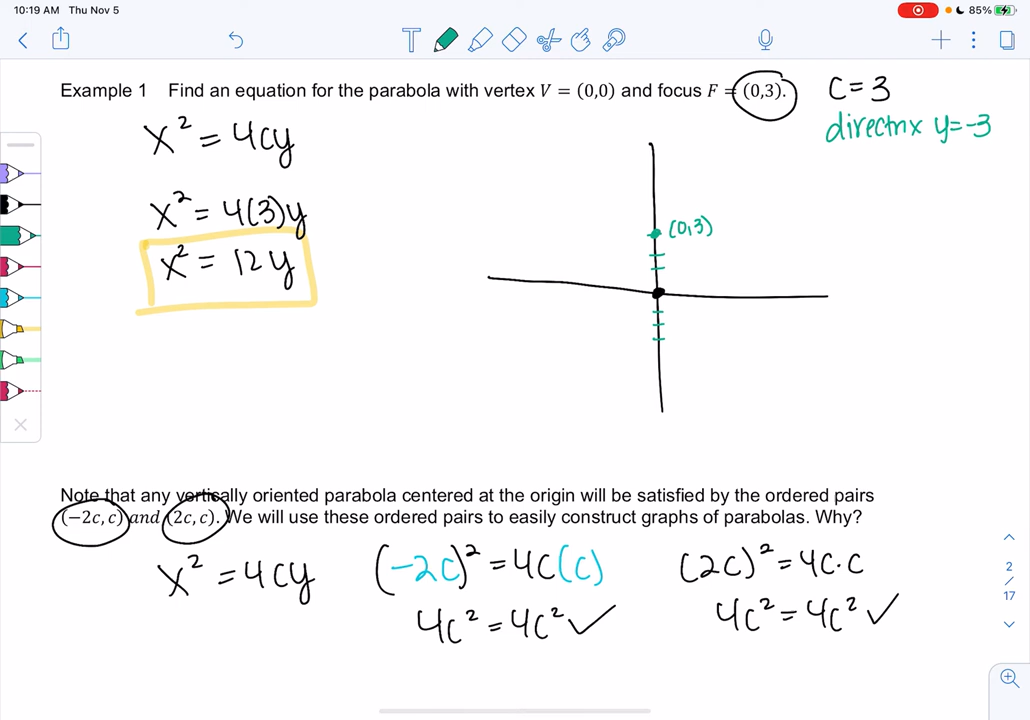 10:19 AM Thu Nov 5
85%
Example 1 Find an equation for the parabola with vertex V = (0,0) and focus F = (0,3).
C = 3
directrix y = -3
x² = 4cy
x² = 4(3)y
x² = 12y
(0,3)
Note that any vertically oriented parabola centered at the origin will be satisfied by the ordered pairs
(−2c, c) and (2c, c). We will use these ordered pairs to easily construct graphs of parabolas. Why?
x² = 4cy
(-2c)² = 4c(c)
4c² = 4c² ✓
(2c)² = 4c·c
4c² = 4c² ✓
2
/
17